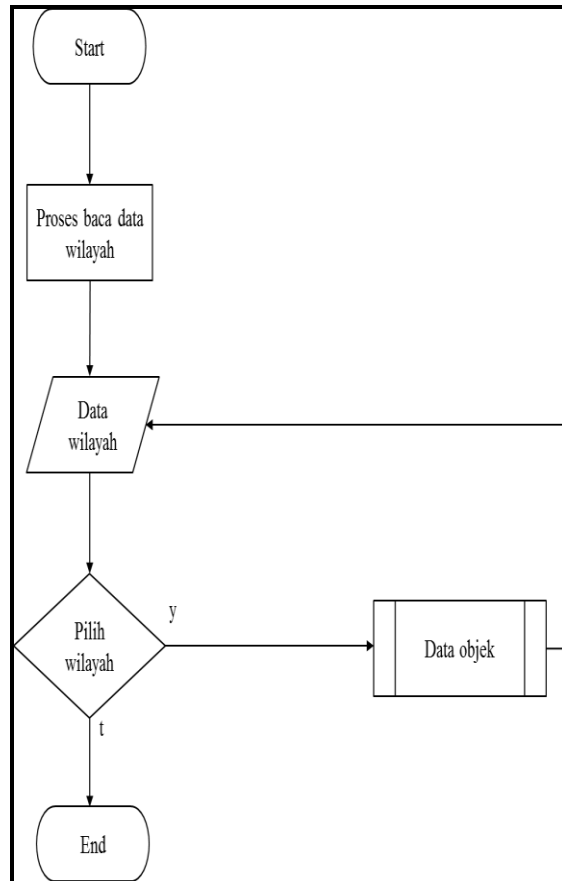 Start
Proses baca data
wilayah
Data
wilayah
Pilih
wilayah
y
Data objek
t
End